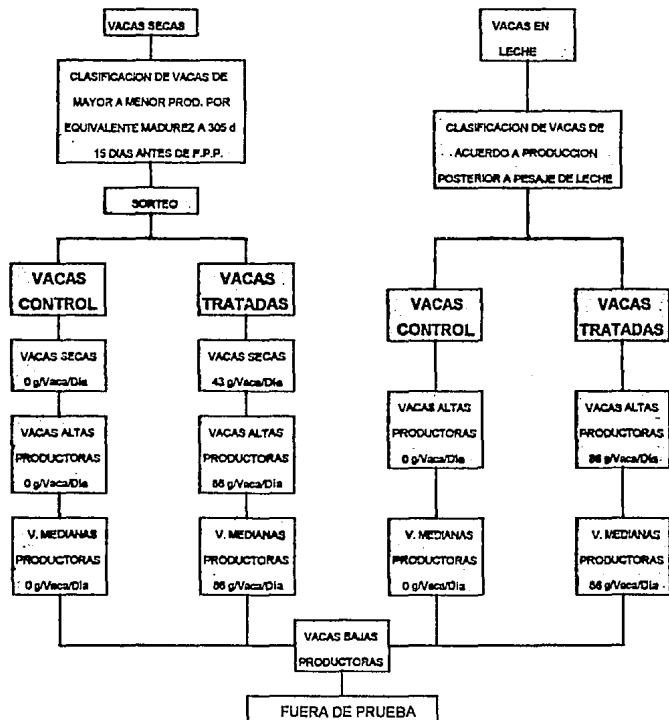 VACAS SECAS
CLASIFICACION DE VACAS DE
MAYOR A MENOR PROD. POR
EQUIVALENTE MADUREZ A 305 d
15 DIAS ANTES DE F.P.P.
SORTEO
VACAS
CONTROL
VACAS
TRATADAS
VACAS SECAS
0 g/Vaca/Dia
VACAS SECAS
43 g/Vaca/Dia
VACAS ALTAS
PRODUCTORAS
0 g/Vaca/Dia
VACAS ALTAS
PRODUCTORAS
86 g/Vaca/Dia
V. MEDIANAS
PRODUCTORAS
0 g/Vaca/Dia
V. MEDIANAS
PRODUCTORAS
86 g/Vaca/Dia
VACAS EN
LECHE
CLASIFICACION DE VACAS DE
ACUERDO A PRODUCCION
POSTERIOR A PESAJE DE LECHE
VACAS
CONTROL
VACAS
TRATADAS
VACAS ALTAS
PRODUCTORAS
0 g/Vaca/Dia
VACAS ALTAS
PRODUCTORAS
86 g/Vaca/Dia
V. MEDIANAS
PRODUCTORAS
0 g/Vaca/Dia
V. MEDIANAS
PRODUCTORAS
86 g/Vaca/Dia
VACAS BAJAS
PRODUCTORAS
FUERA DE PRUEBA